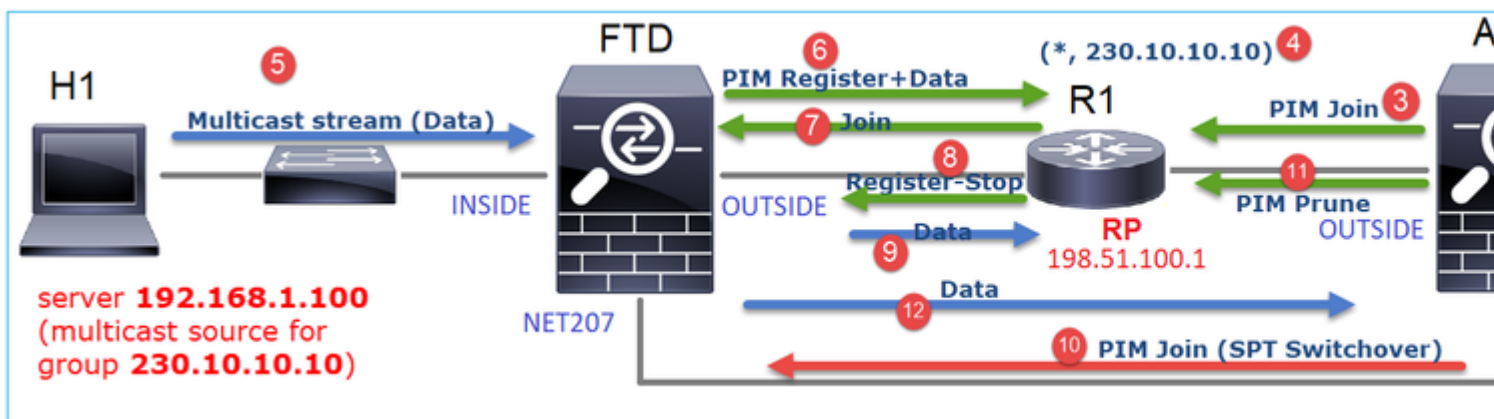 FTD
A
6
(*, 230.10.10.10) 4
5
H1
PIM Register+Data
R1
PIM Join 3
Multicast stream (Data)
7 Join
8
11
INSIDE
OUTSIDE
Register-Stop
PIM Prune
OUTSIDE
9 Data
RP
198.51.100.1
server 192.168.1.100
(multicast source for
group 230.10.10.10)
NET207
12 Data
10 PIM Join (SPT Switchover)